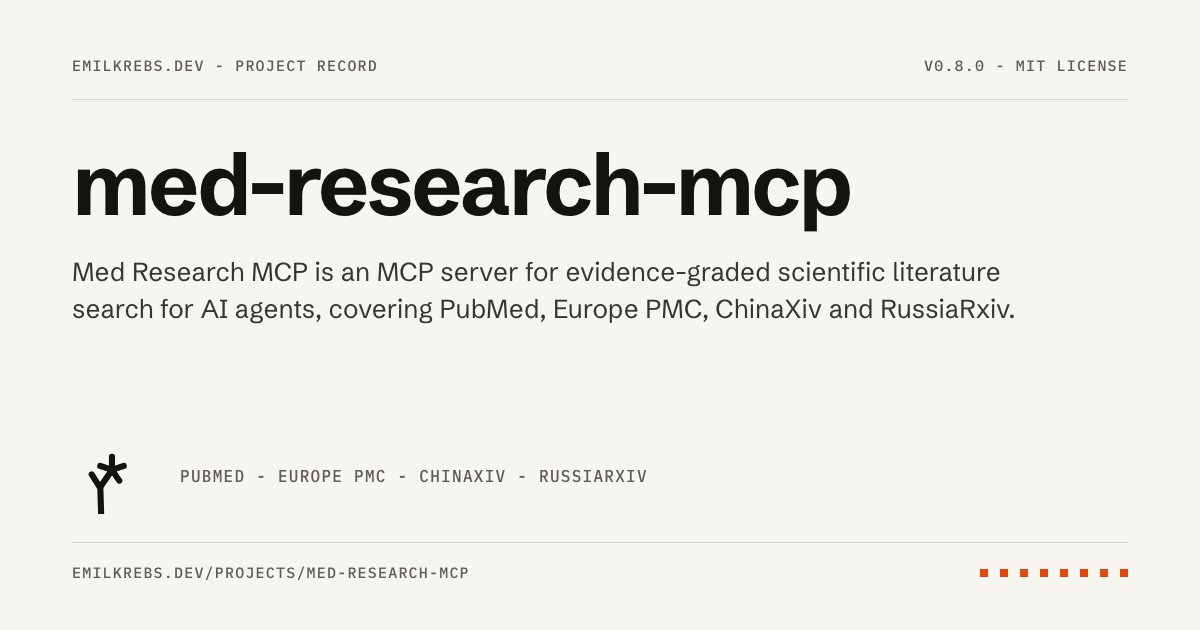 EMILKREBS.DEV - PROJECT RECORD
V0.8.0 - MIT LICENSE
med-research-mcp
Med Research MCP is an MCP server for evidence-graded scientific literature
search for AI agents, covering PubMed, Europe PMC, ChinaXiv and RussiaRxiv.
PUBMED - EUROPE PMC - CHINAXIV - RUSSIARXIV
EMILKREBS.DEV/PROJECTS/MED-RESEARCH-MCP